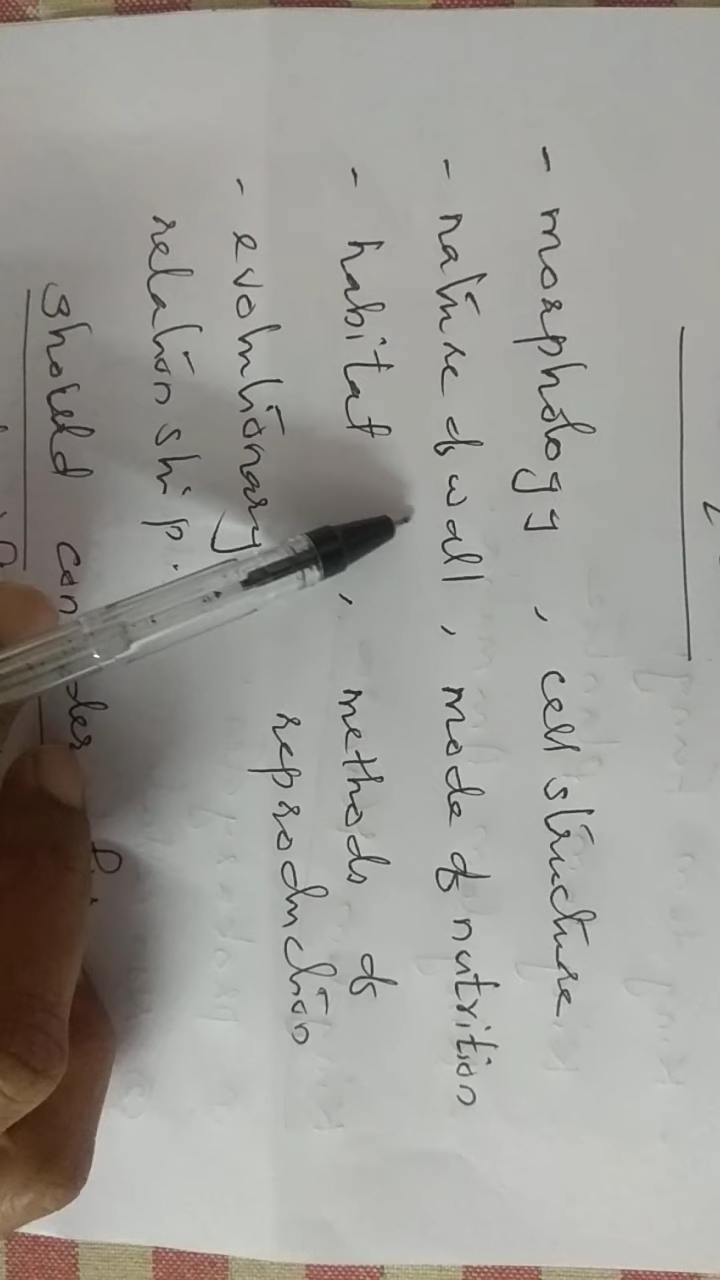 - morphology, cell structure
- nature of wall, mode of nutrition
- habitat, methods of
reproduction
- evolutionary
relationship.
should